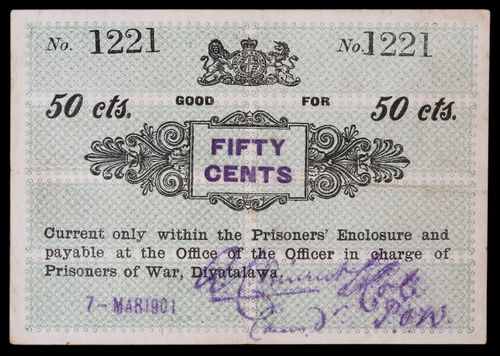 No. 1221 No. 1221
50 cts. GOOD FOR 50 cts.
FIFTY
CENTS
Current only within the Prisoners' Enclosure and
payable at the Office of the Officer in charge of
Prisoners of War, Diyatalawa.
7- MAR 1901
P.O.W.